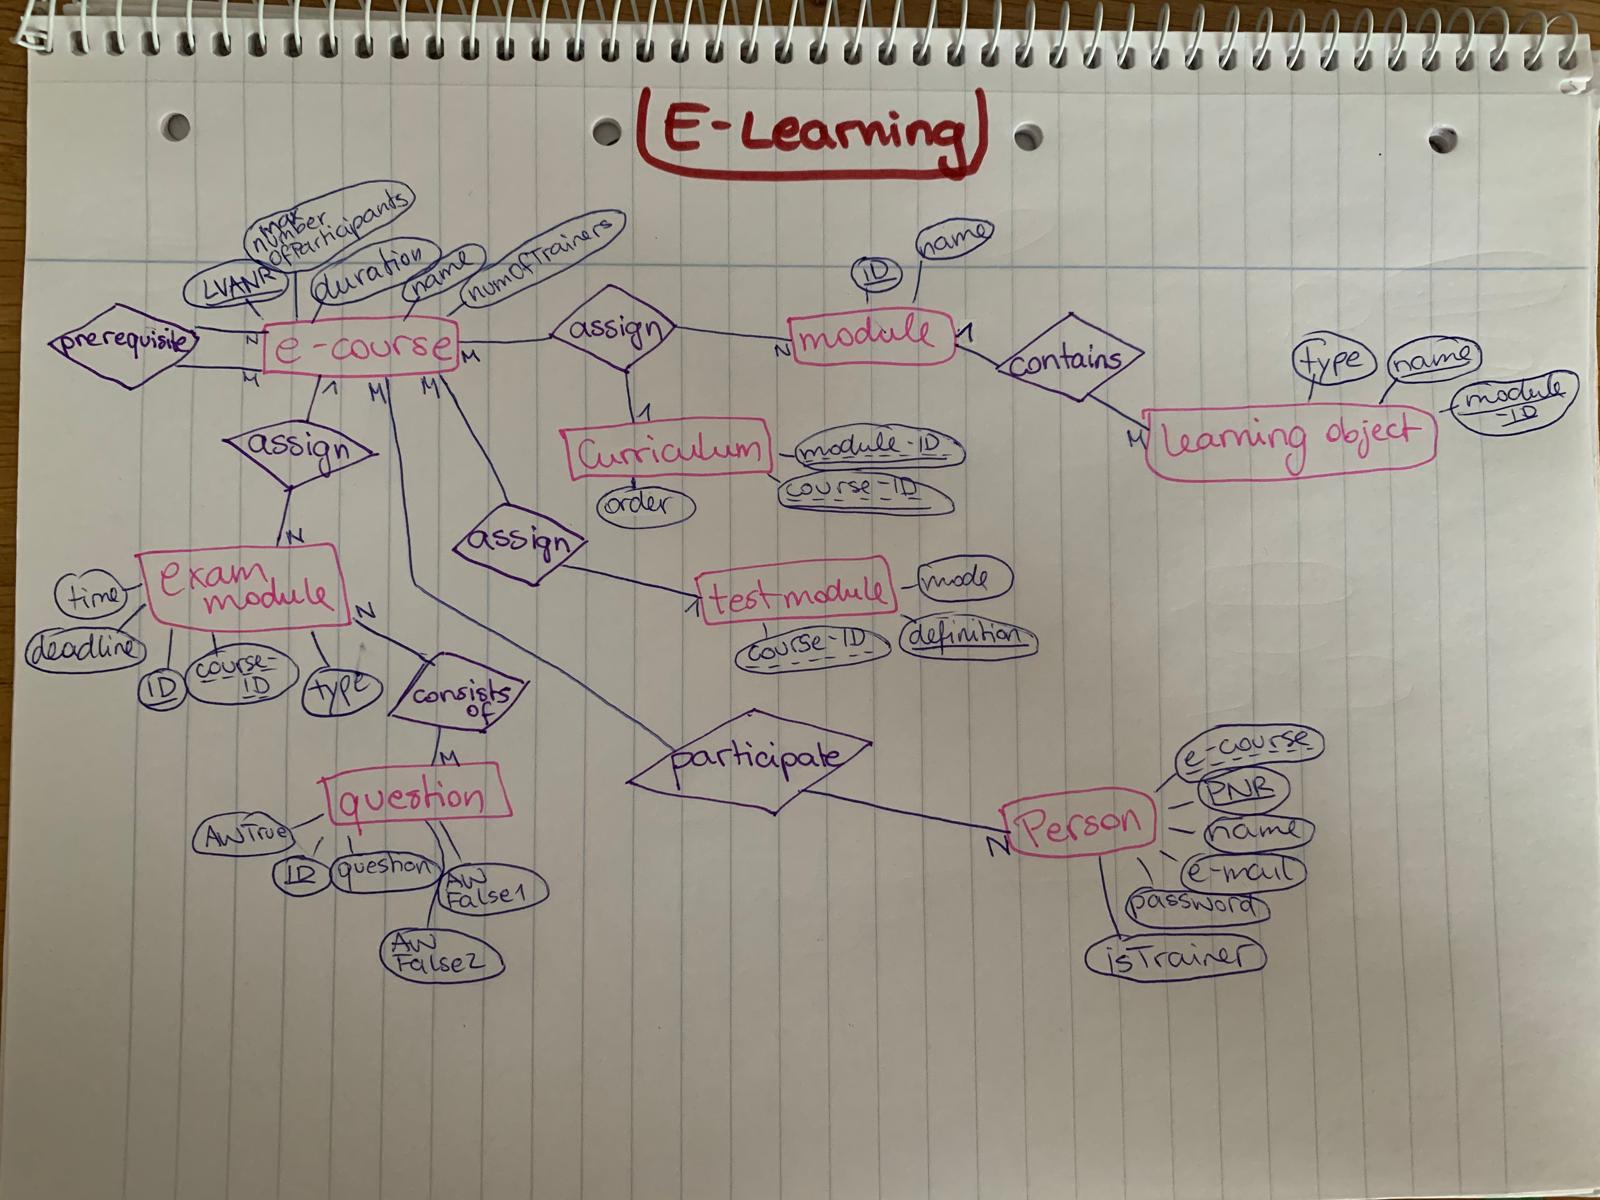 E-Learning
max
number
OfParticipants
LVANR
duration
name
numOfTrainers
prerequisite
N
M
e-course
M
assign
N
module
ID
name
1
contains
M
learning object
type
name
module
-ID
1
M
M
assign
N
1
Curriculum
module-ID
course-ID
order
assign
1
testmodule
mode
definition
course-ID
exam
module
time
deadline
ID
course-
ID
type
N
consists
of
M
question
AWTrue
ID
question
AW
False1
AW
False2
participate
N
Person
e-course
PNR
name
e-mail
password
isTrainer